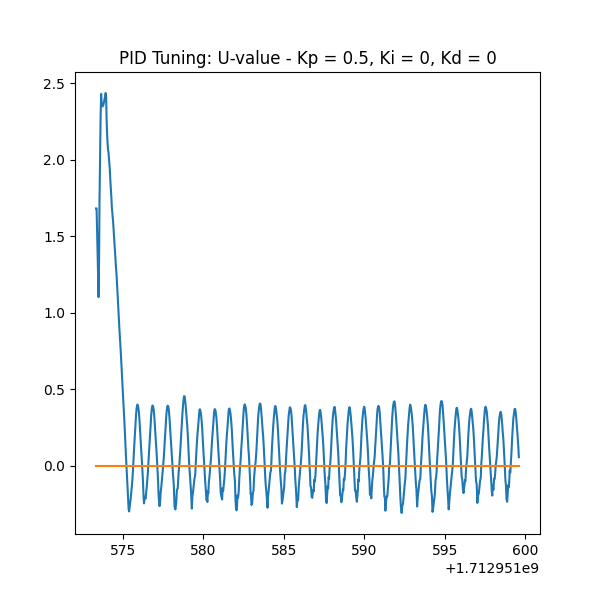 PID Tuning: U-value - Kp = 0.5, Ki = 0, Kd = 0
2.5
2.0
1.5
1.0
0.5
0.0
575 580 585 590 595 600
+1.712951e9